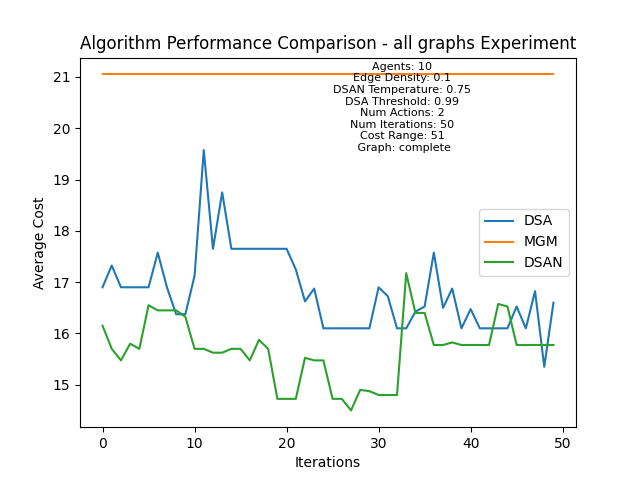 Algorithm Performance Comparison - all graphs Experiment
Agents: 10
Edge Density: 0.1
DSAN Temperature: 0.75
DSA Threshold: 0.99
Num Actions: 2
Num Iterations: 50
Cost Range: 51
Graph: complete
21
20
19
18
17
16
15
Average Cost
DSA
MGM
DSAN
0
10
20
30
40
50
Iterations